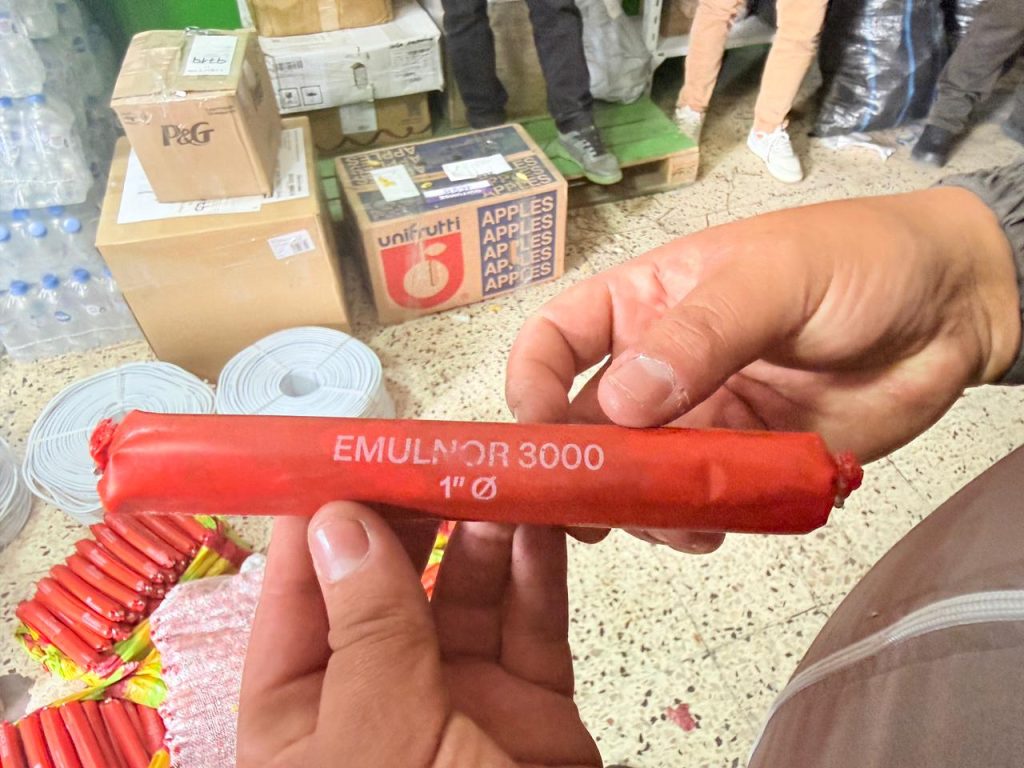 P&G
unifrutti
APPLES
APPLES
APPLES
APPLES
APPLES
EMULNOR 3000
1" Ø